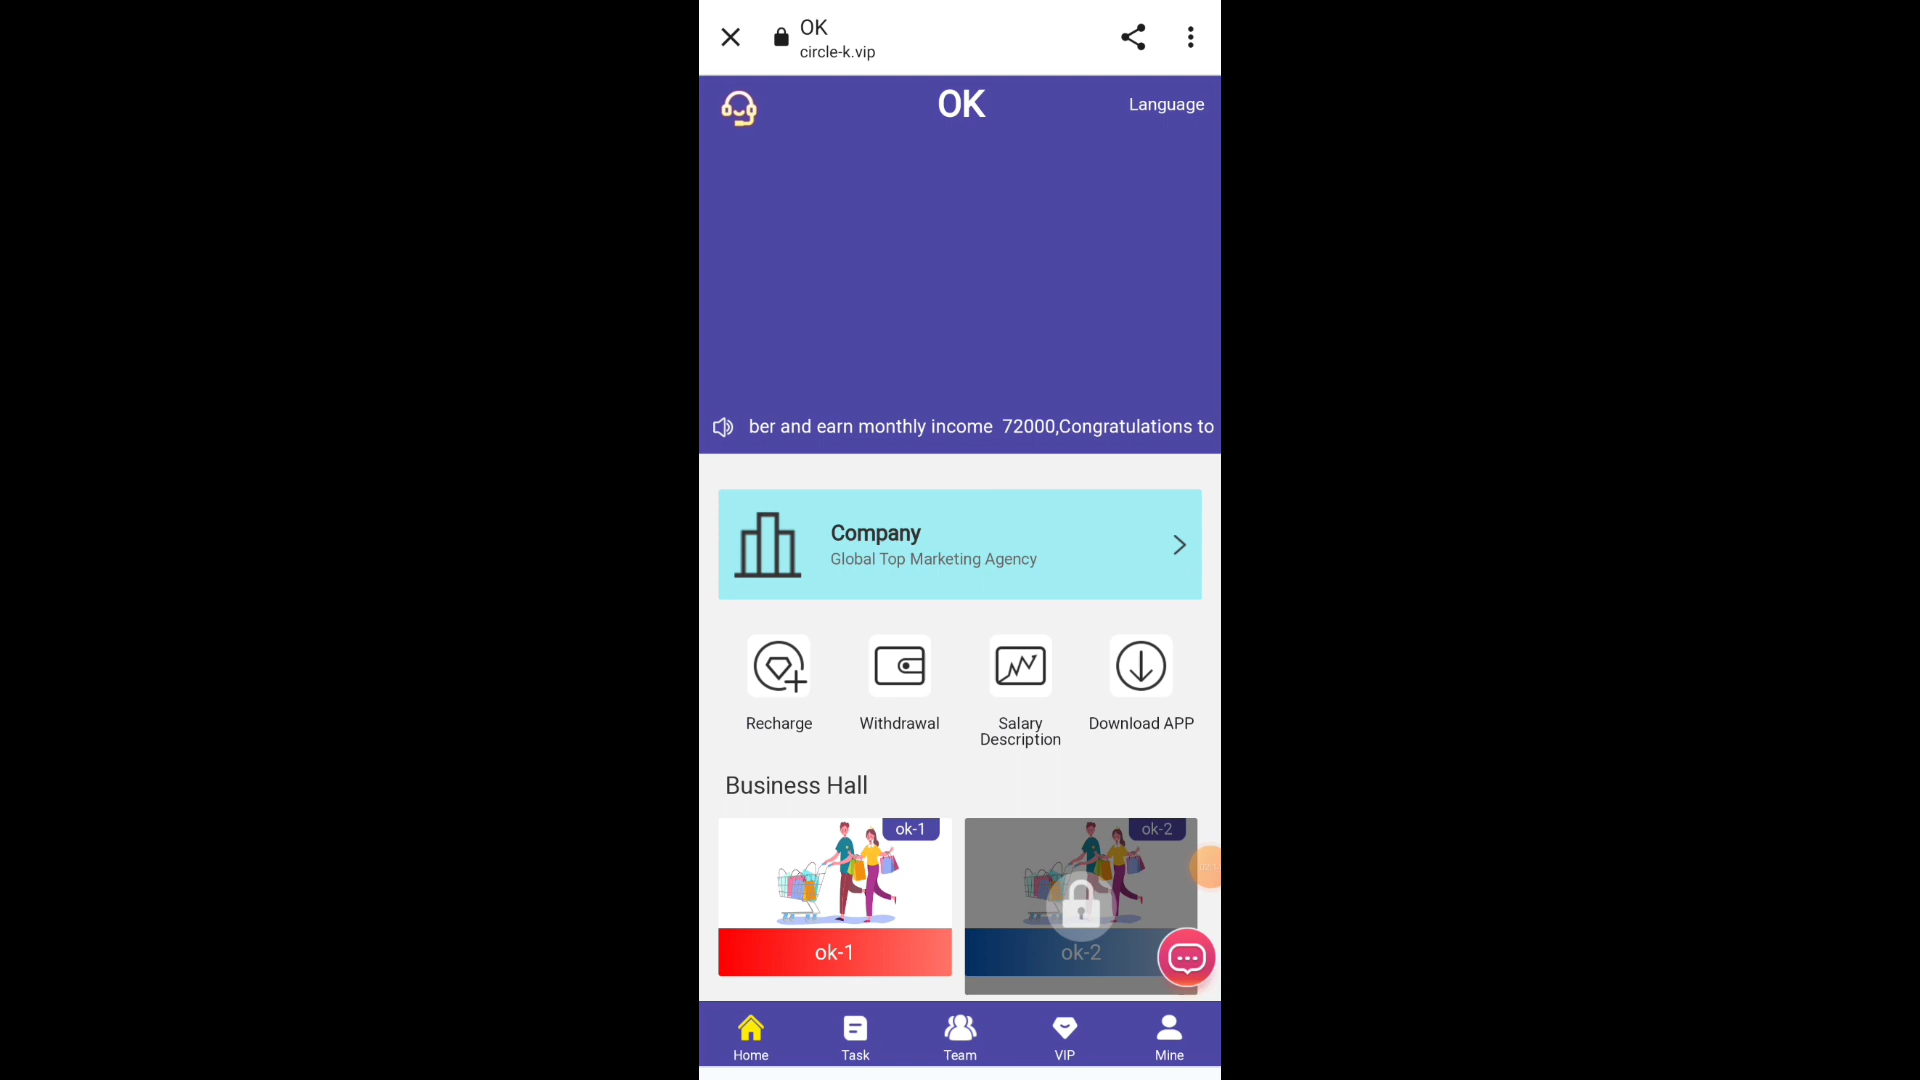 OK
circle-k.vip
OK
Language
ber and earn monthly income 72000,Congratulations to
Company
Global Top Marketing Agency
Recharge
Withdrawal
Salary
Description
Download APP
Business Hall
ok-1
ok-2
ok-1
ok-2
Home
Task
Team
VIP
Mine